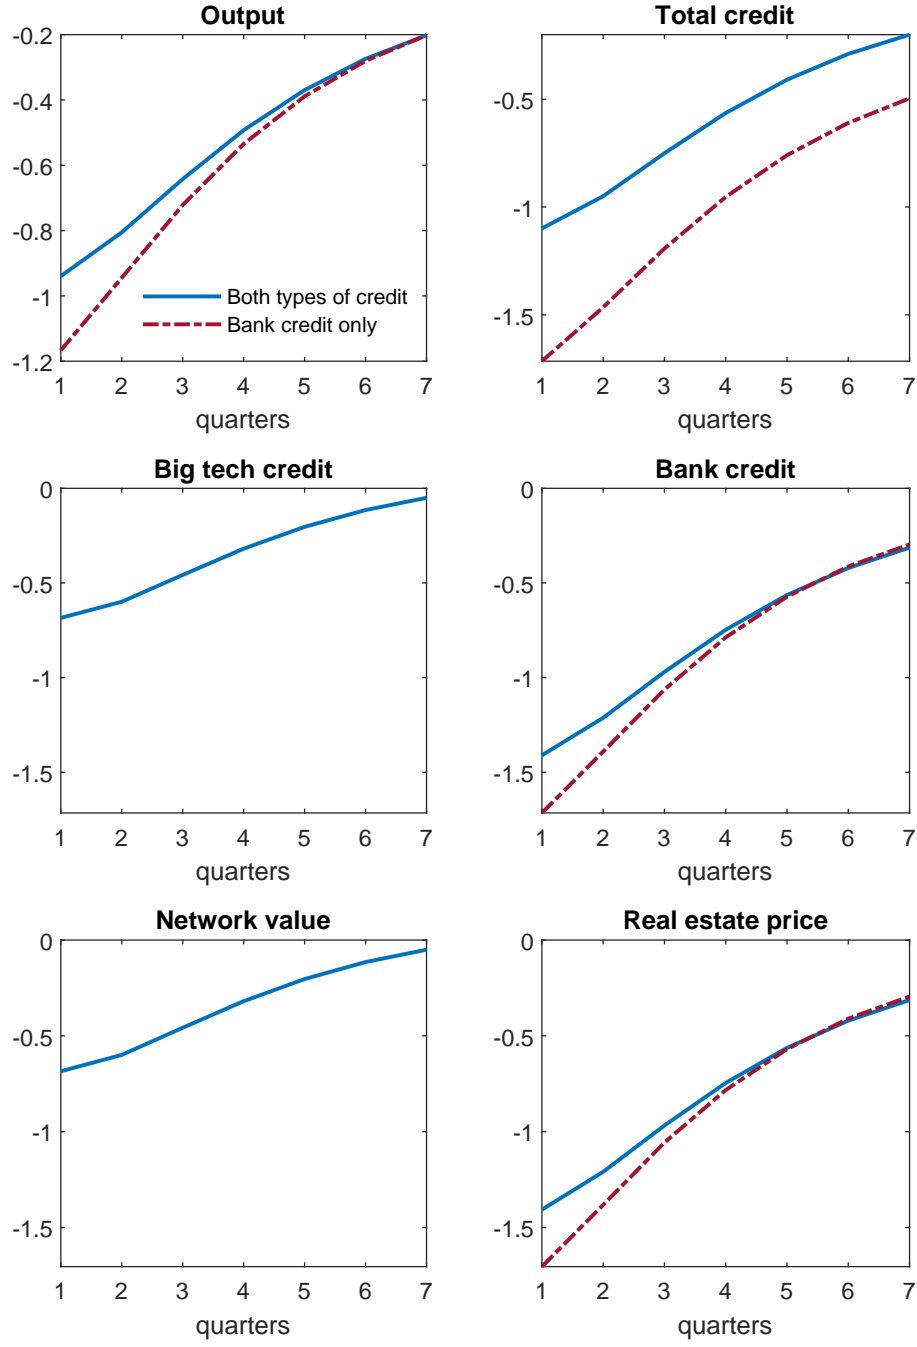 Output
-0.2
-0.4
-0.6
-0.8
-1
-1.2
Both types of credit
Bank credit only
1 2 3 4 5 6 7
quarters
Total credit
-0.5
-1
-1.5
1 2 3 4 5 6 7
quarters
Big tech credit
0
-0.5
-1
-1.5
1 2 3 4 5 6 7
quarters
Bank credit
0
-0.5
-1
-1.5
1 2 3 4 5 6 7
quarters
Network value
0
-0.5
-1
-1.5
1 2 3 4 5 6 7
quarters
Real estate price
0
-0.5
-1
-1.5
1 2 3 4 5 6 7
quarters